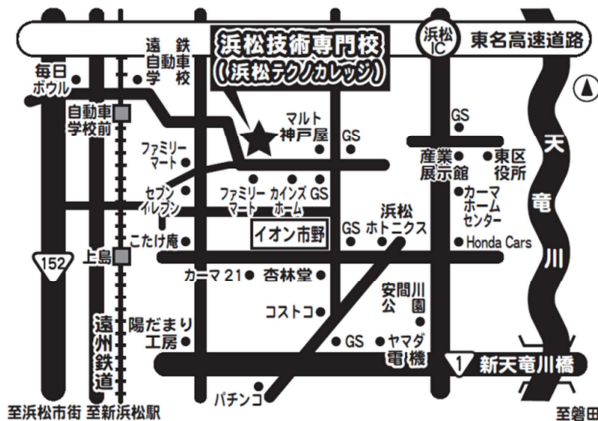 浜松技術専門校
(浜松テクノカレッジ)
浜松
IC
東名高速道路
遠鉄
自動車
学校
毎日
ボウル
自動車
学校前
マルト
神戸屋
GS
GS
産業
展示館
東区
役所
天竜川
ファミリー
マート
セブン
イレブン
ファミリー
マート
カインズ
ホーム
GS
カーマ
ホーム
センター
浜松
ホトニクス
GS
イオン市野
こたけ庵
Honda Cars
上島
152
カーマ21
杏林堂
安間川
公園
コストコ
遠州鉄道
陽だまり
工房
GS
ヤマダ
電機
1
新天竜川橋
パチンコ
至浜松市街
至新浜松駅
至磐田